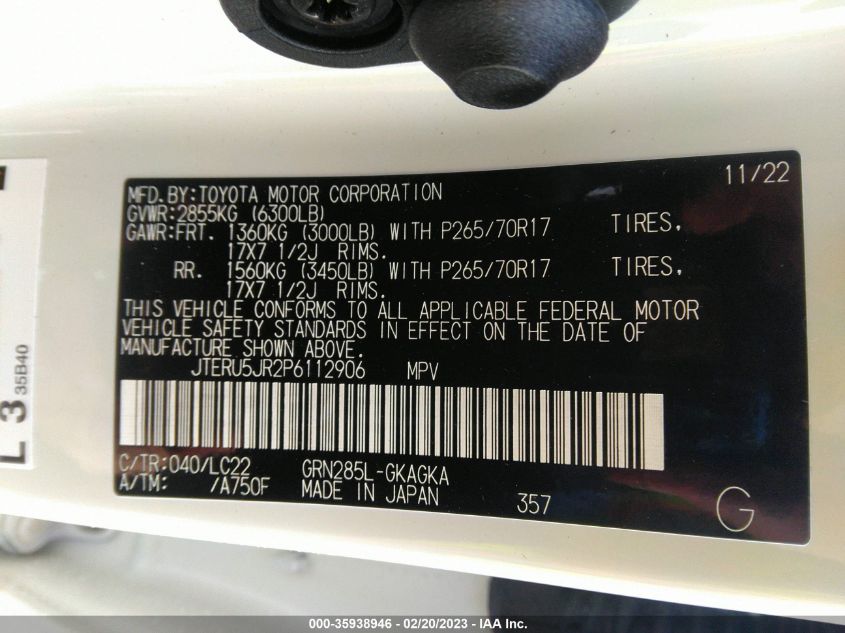 11/22
MFD.BY:TOYOTA MOTOR CORPORATION
GVWR:2855KG (6300LB)
GAWR:FRT. 1360KG (3000LB) WITH P265/70R17 TIRES,
17X7 1/2J RIMS.
RR. 1560KG (3450LB) WITH P265/70R17 TIRES,
17X7 1/2J RIMS.
THIS VEHICLE CONFORMS TO ALL APPLICABLE FEDERAL MOTOR
VEHICLE SAFETY STANDARDS IN EFFECT ON THE DATE OF
MANUFACTURE SHOWN ABOVE.
JTERU5JR2P6112906 MPV
C/TR:040/LC22 GRN285L-GKAGKA
A/TM: /A750F MADE IN JAPAN 357
G
L 3
35B40
000-35938946 - 02/20/2023 - IAA Inc.